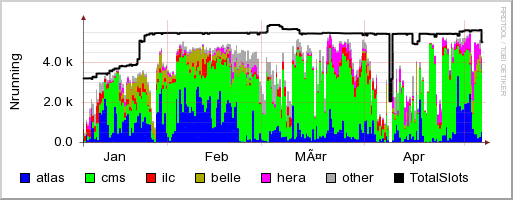 Nrunning
4.0 k
2.0 k
0.0
Jan Feb MÃ¤r Apr
atlas cms ilc belle hera other TotalSlots
RRDTOOL / TOBI OETIKER